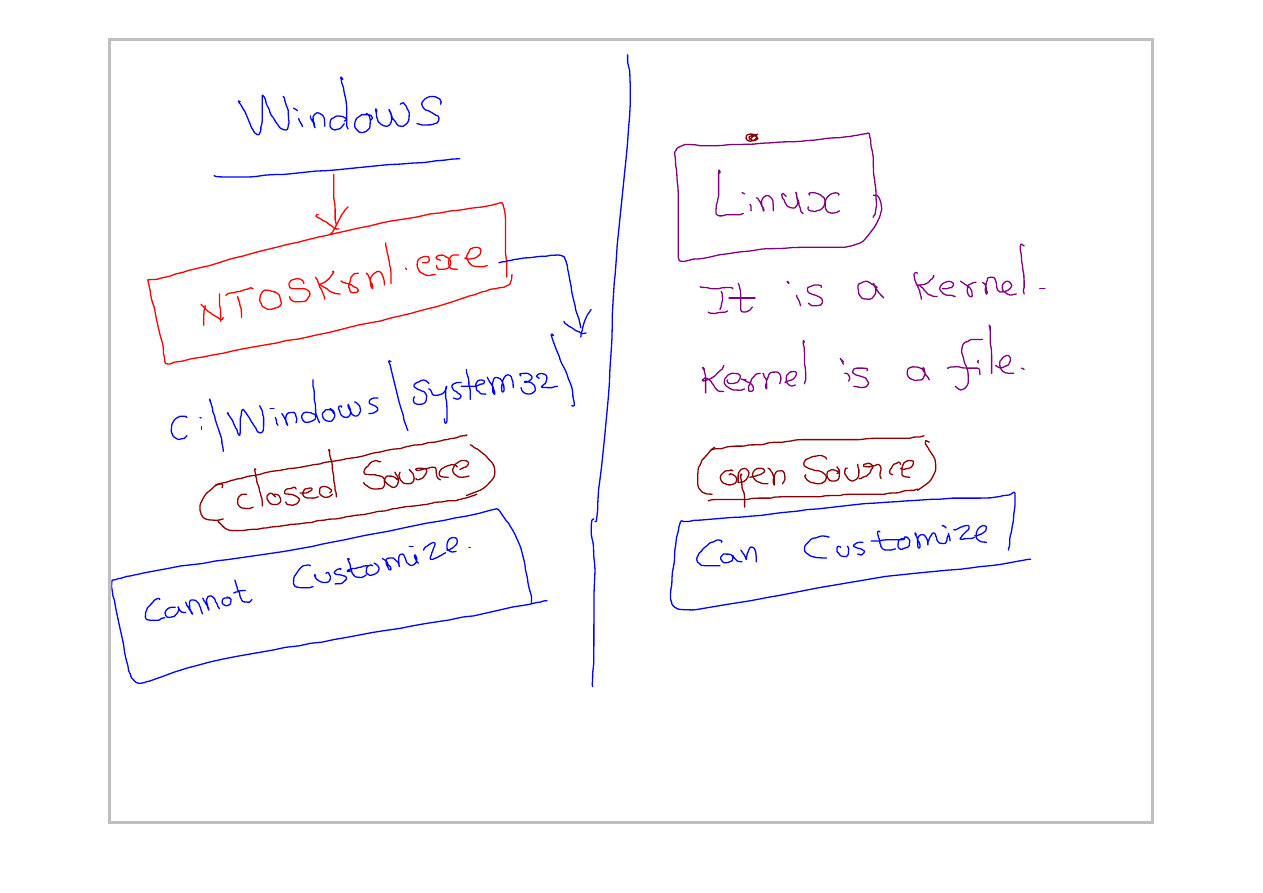 Windows
NTOSKrnl.exe
C:\Windows\System32\
closed Source
Cannot Customize.
Linux
It is a Kernel.
Kernel is a file.
open Source
Can Customize